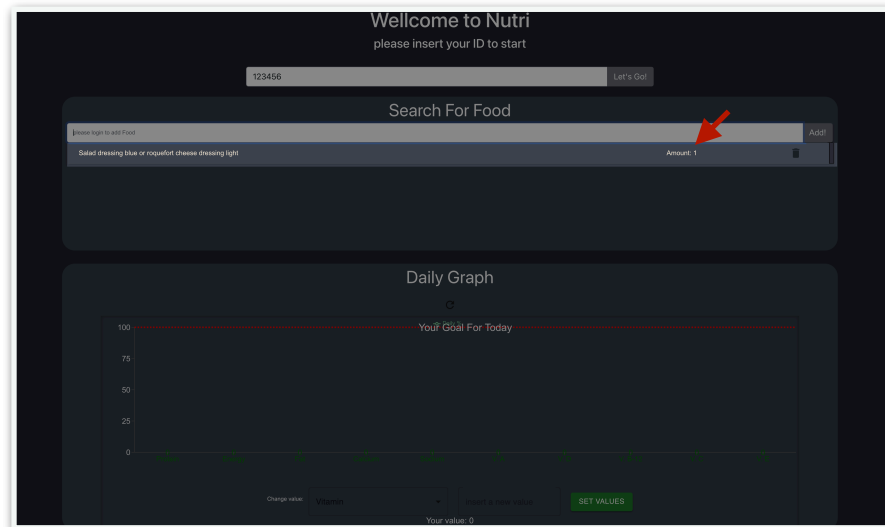 Wellcome to Nutri
please insert your ID to start
123456 Let's Go!
Search For Food
please login to add Food Add!
Salad dressing blue or roquefort cheese dressing light Amount: 1
Daily Graph
Your Goal For Today
100
75
50
25
0
Change value: Vitamin Insert a new value SET VALUES
Your value: 0